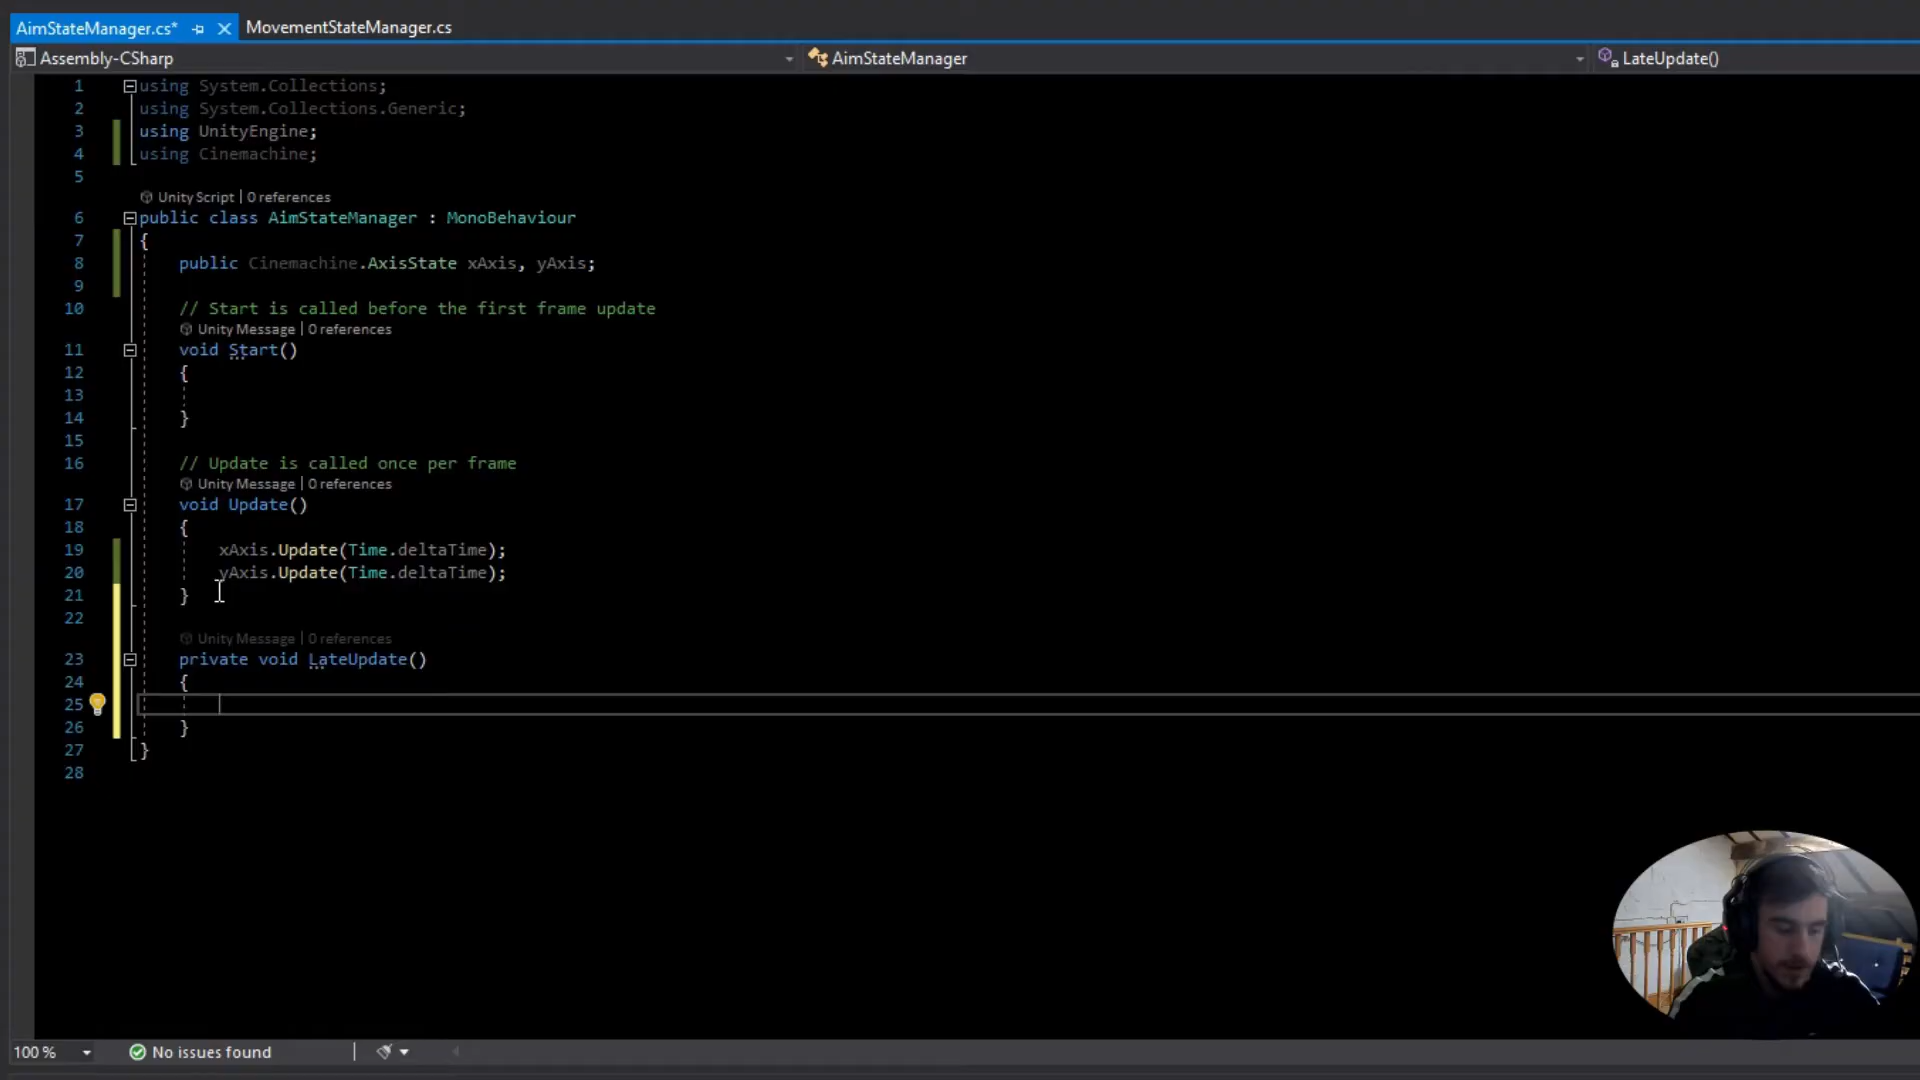 AimStateManager.cs* MovementStateManager.cs
Assembly-CSharp AimStateManager LateUpdate()
1 using System.Collections;
2 using System.Collections.Generic;
3 using UnityEngine;
4 using Cinemachine;
5
Unity Script | 0 references
6 public class AimStateManager : MonoBehaviour
7 {
8 public Cinemachine.AxisState xAxis, yAxis;
9
10 // Start is called before the first frame update
Unity Message | 0 references
11 void Start()
12 {
13
14 }
15
16 // Update is called once per frame
Unity Message | 0 references
17 void Update()
18 {
19 xAxis.Update(Time.deltaTime);
20 yAxis.Update(Time.deltaTime);
21 }
22
Unity Message | 0 references
23 private void LateUpdate()
24 {
25
26 }
27 }
28
100 % No issues found